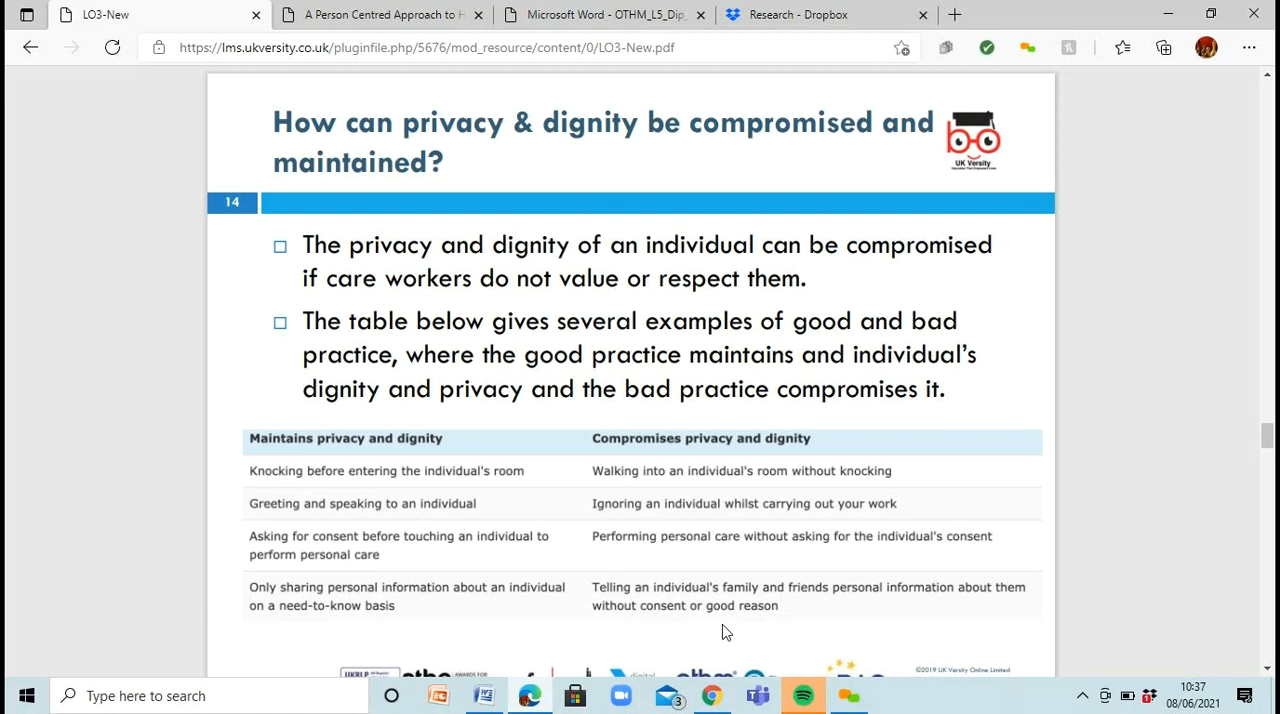 LO3-New
A Person Centred Approach to H
Microsoft Word - OTHM_L5_Dip_
Research - Dropbox
https://lms.ukversity.co.uk/pluginfile.php/5676/mod_resource/content/0/LO3-New.pdf
How can privacy & dignity be compromised and
maintained?
UK Versity
14
The privacy and dignity of an individual can be compromised
if care workers do not value or respect them.
The table below gives several examples of good and bad
practice, where the good practice maintains and individual's
dignity and privacy and the bad practice compromises it.
Maintains privacy and dignity
Compromises privacy and dignity
Knocking before entering the individual's room
Walking into an individual's room without knocking
Greeting and speaking to an individual
Ignoring an individual whilst carrying out your work
Asking for consent before touching an individual to
perform personal care
Performing personal care without asking for the individual's consent
Only sharing personal information about an individual
on a need-to-know basis
Telling an individual's family and friends personal information about them
without consent or good reason
UKRLP
AWARDS FOR
digital
othm
©2019 UK Versity Online Limited
Type here to search
3
10:37
08/06/2021